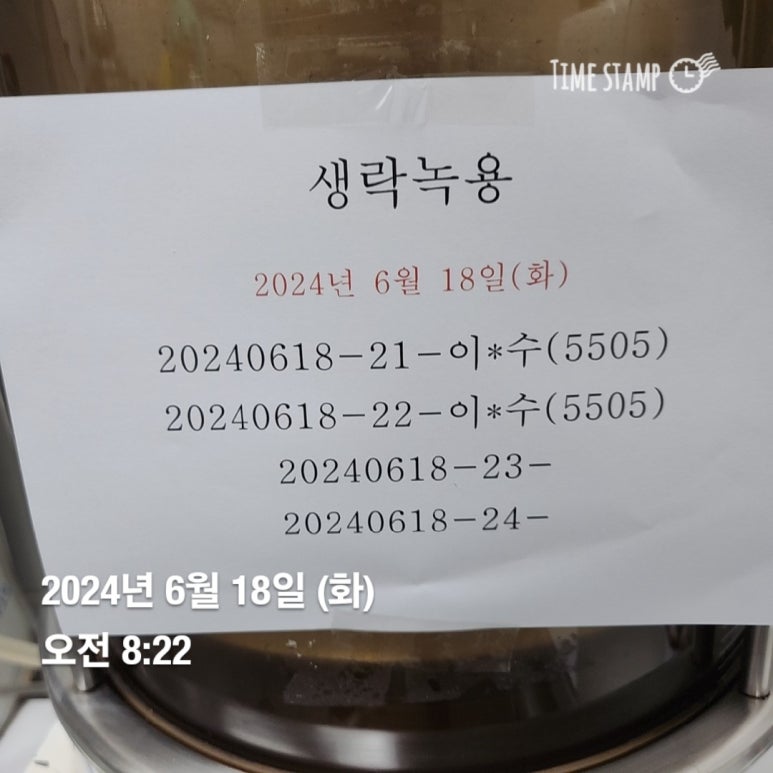 TIME STAMP
생락녹용
2024년 6월 18일(화)
20240618-21-이*수(5505)
20240618-22-이*수(5505)
20240618-23-
20240618-24-
2024년 6월 18일 (화)
오전 8:22